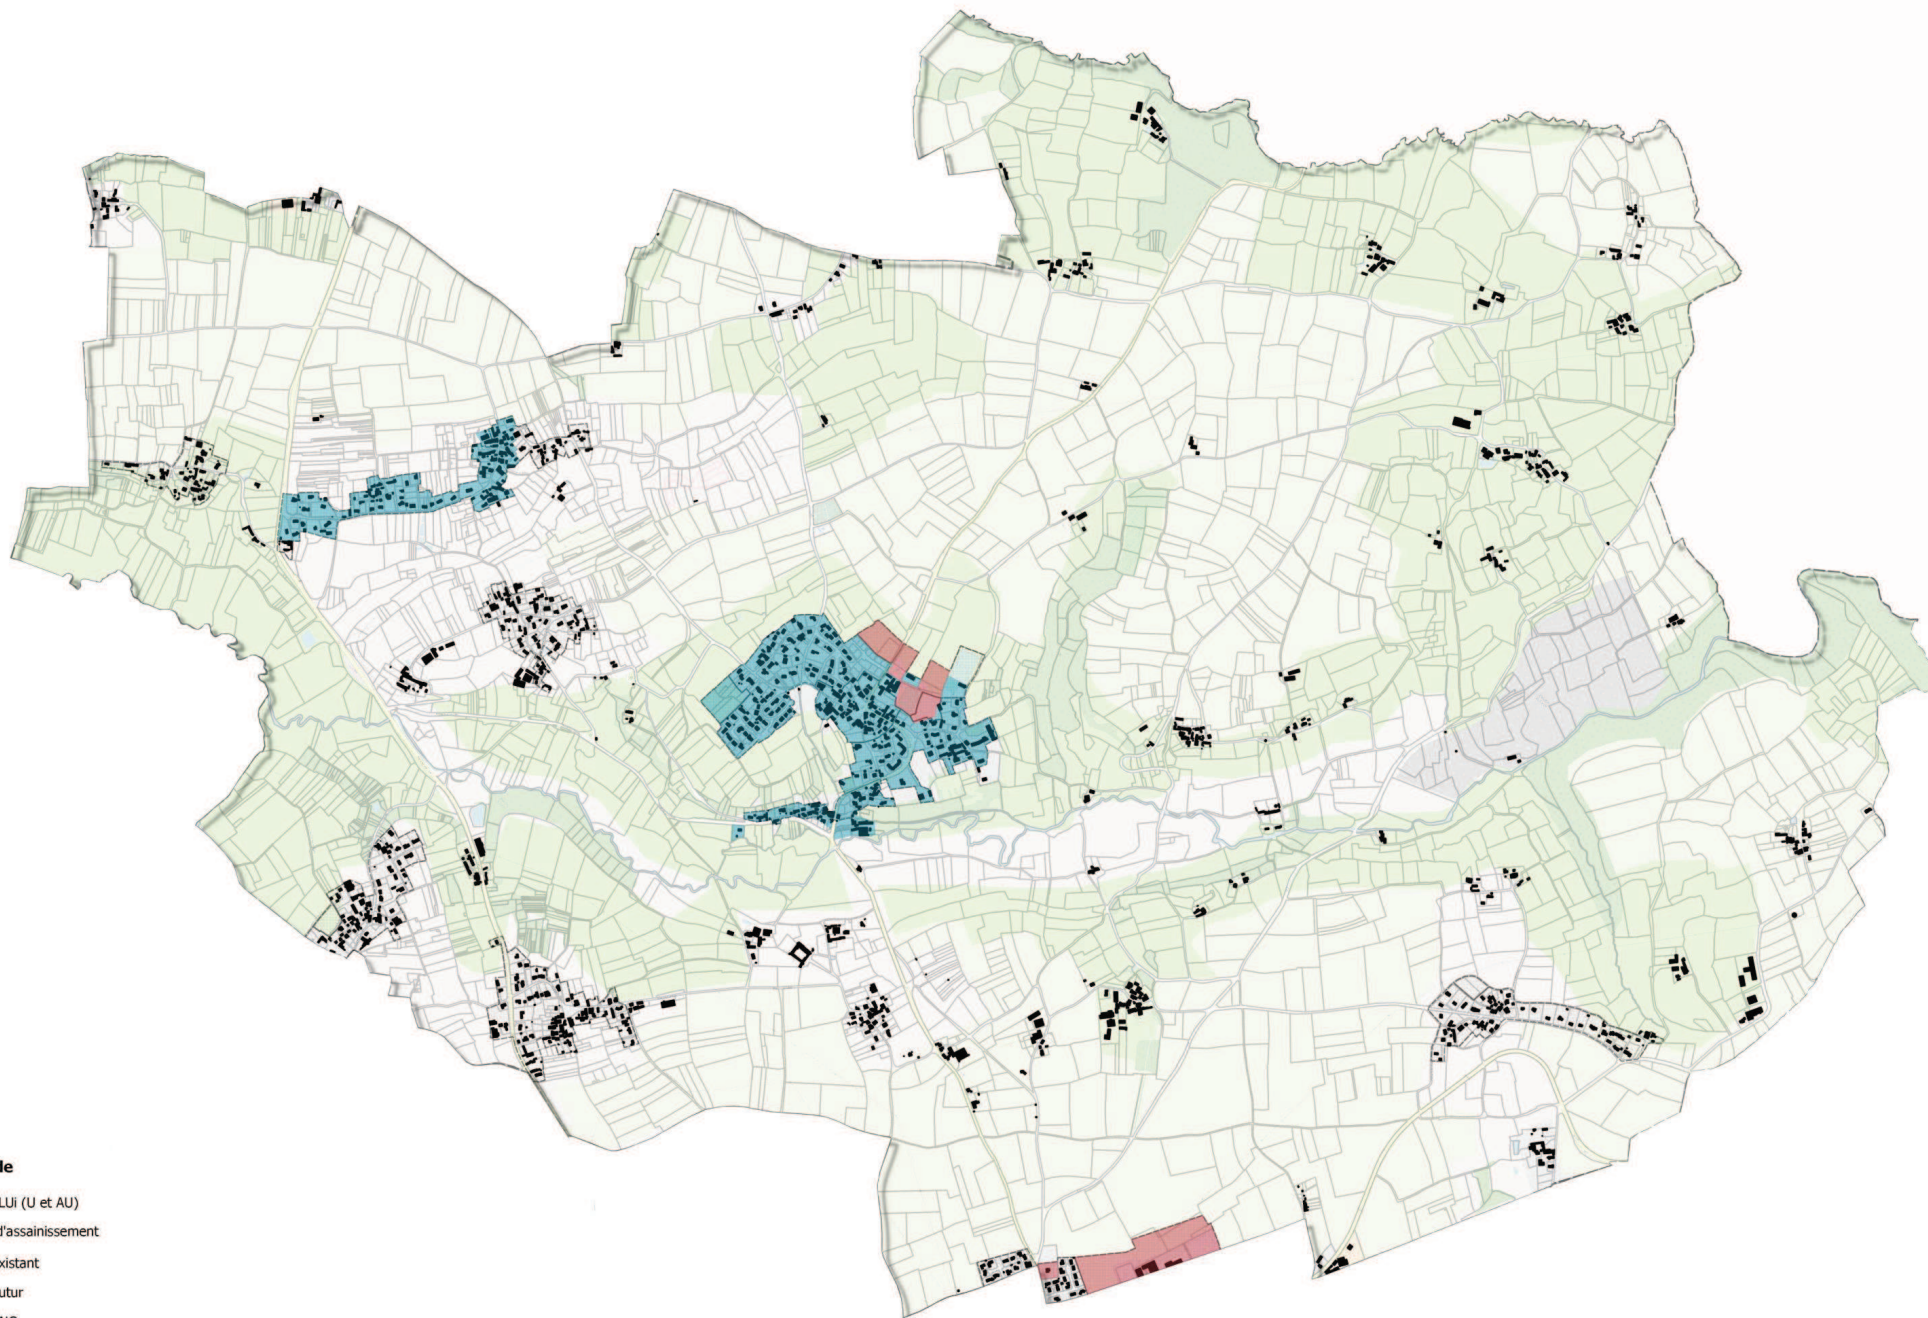 le
LUi (U et AU)
d'assainissement
xistant
utur